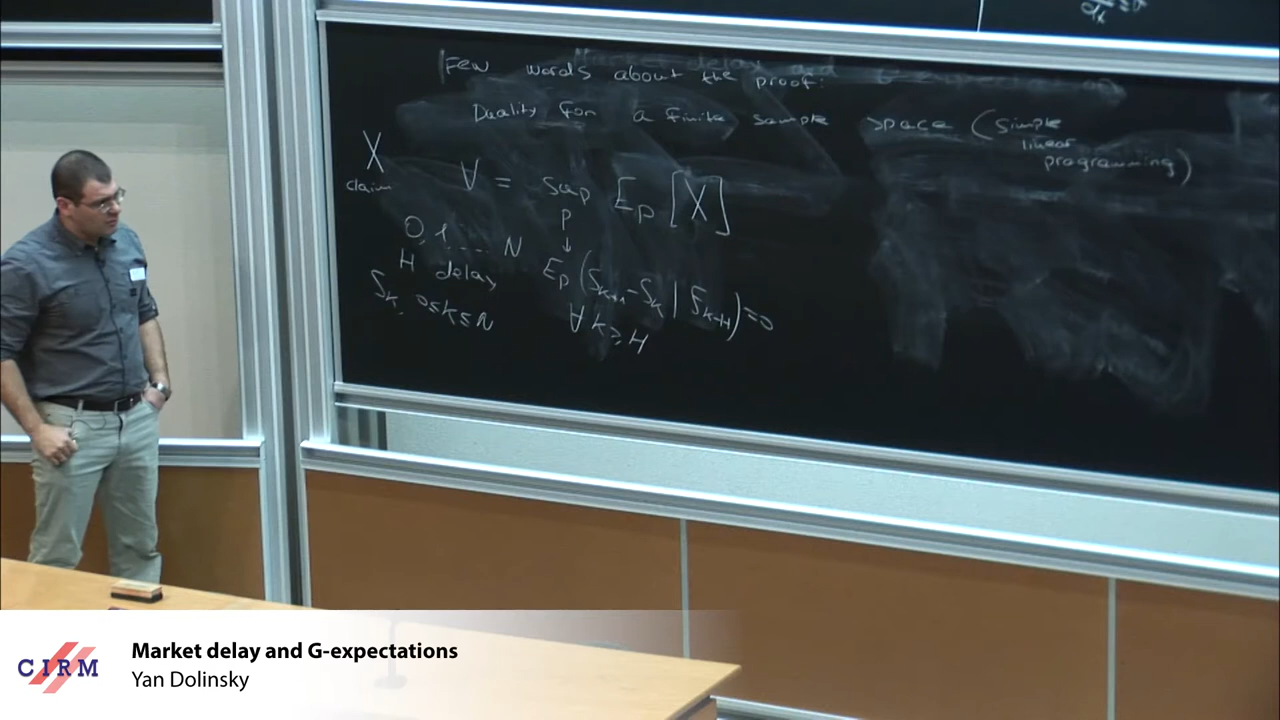 Few words about the proof:
Duality for a finite sample space (simple
linear
programming)
X
claim
V = sup E_P [X]
P
↓
0,1....N
H delay
S_k, 0≤k≤N
E_P(S_{k+1}-S_k | F_{k-H})=0
∀ k≥H
CIRM
Market delay and G-expectations
Yan Dolinsky